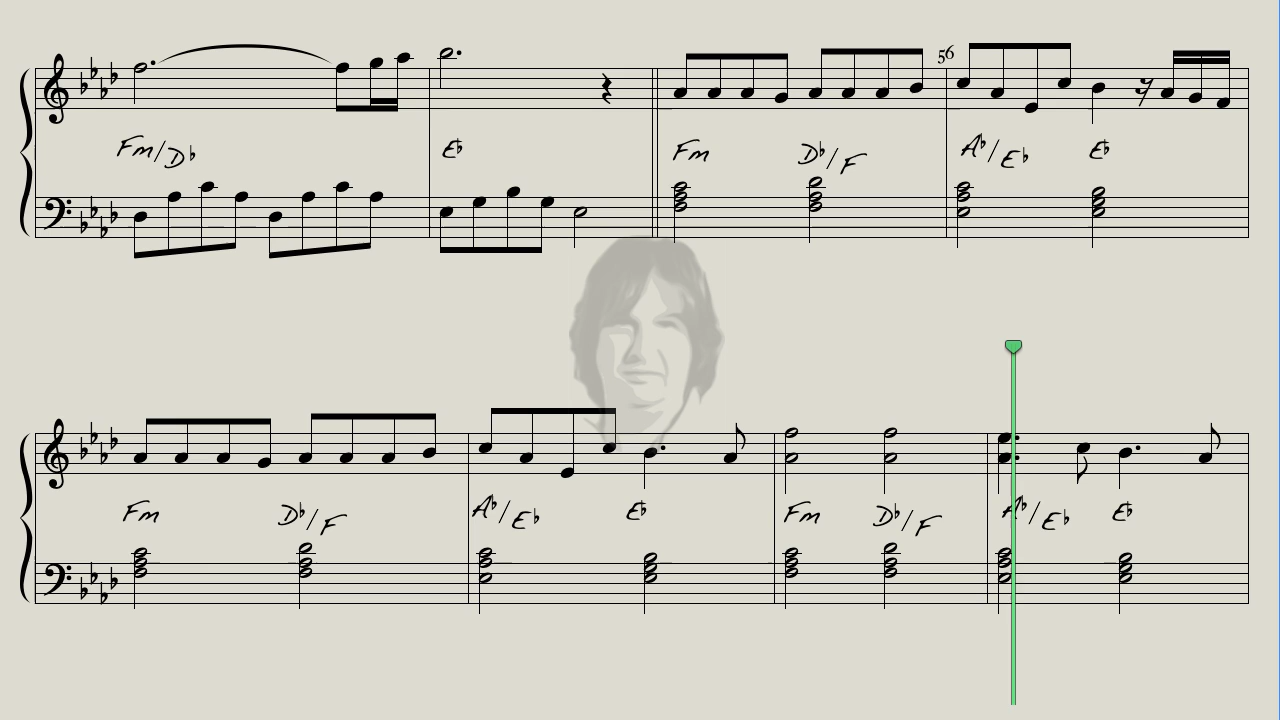 56
Fm/D♭ E♭ Fm D♭/F A♭/E♭ E♭
Fm D♭/F A♭/E♭ E♭ Fm D♭/F A♭/E♭ E♭